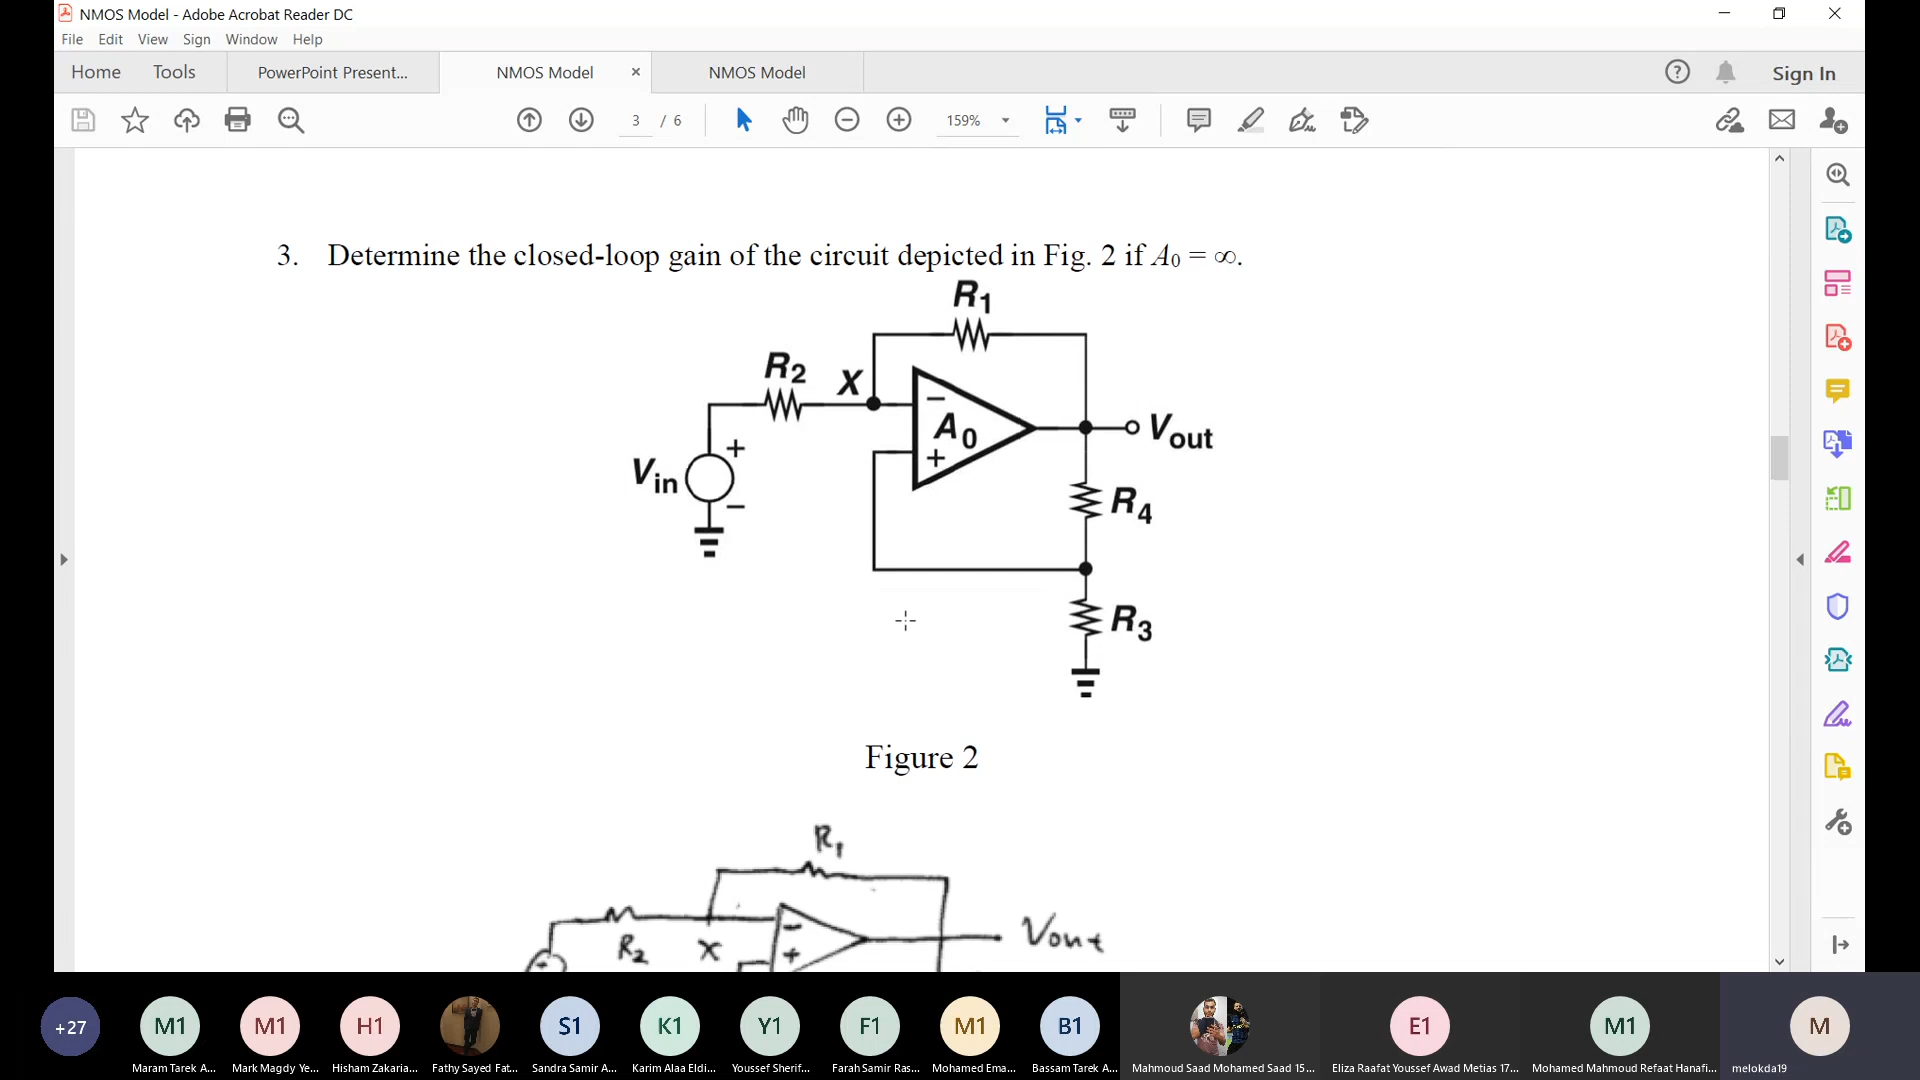 NMOS Model - Adobe Acrobat Reader DC
File Edit View Sign Window Help
Home Tools PowerPoint Present... NMOS Model × NMOS Model Sign In
3 / 6 159%
3. Determine the closed-loop gain of the circuit depicted in Fig. 2 if A0 = ∞.
R1
R2 X
− A0 +
Vout
Vin + −
R4
R3
Figure 2
R1
R2 X − + Vout
+
+27 M1 M1 H1 S1 K1 Y1 F1 M1 B1 E1 M1 M
Maram Tarek A... Mark Magdy Ye... Hisham Zakaria... Fathy Sayed Fat... Sandra Samir A... Karim Alaa Eldi... Youssef Sherif... Farah Samir Ras... Mohamed Ema... Bassam Tarek A... Mahmoud Saad Mohamed Saad 15... Eliza Raafat Youssef Awad Metias 17... Mohamed Mahmoud Refaat Hanafi... melokda19